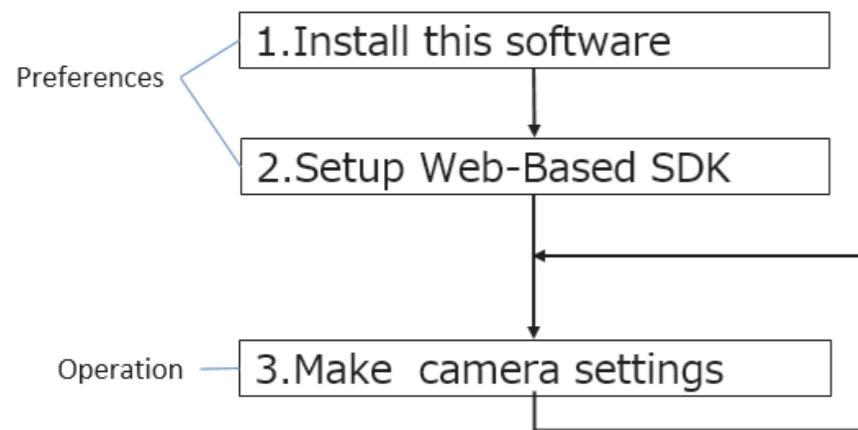 1.Install this software
Preferences
2.Setup Web-Based SDK
Operation
3.Make  camera settings